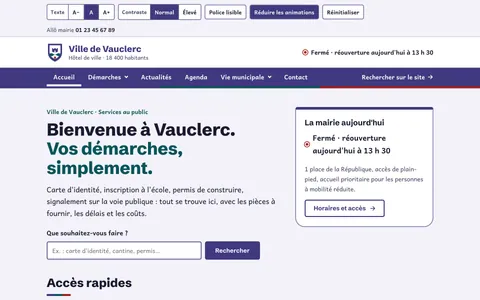 Texte A− A A+ Contraste Normal Élevé Police lisible Réduire les animations Réinitialiser
Allô mairie 01 23 45 67 89
Ville de Vauclerc
Hôtel de ville · 18 400 habitants
Fermé · réouverture aujourd'hui à 13 h 30
Accueil Démarches Actualités Agenda Vie municipale Contact Rechercher sur le site →
Ville de Vauclerc · Services au public
Bienvenue à Vauclerc.
Vos démarches,
simplement.
Carte d'identité, inscription à l'école, permis de construire,
signalement sur la voie publique : tout se trouve ici, avec les pièces à
fournir, les délais et les coûts.
Que souhaitez-vous faire ?
Ex. : carte d'identité, cantine, permis…
Rechercher
La mairie aujourd'hui
Fermé · réouverture
aujourd'hui à 13 h 30
1 place de la République, accès de plain-
pied, accueil prioritaire pour les personnes
à mobilité réduite.
Horaires et accès →
Accès rapides